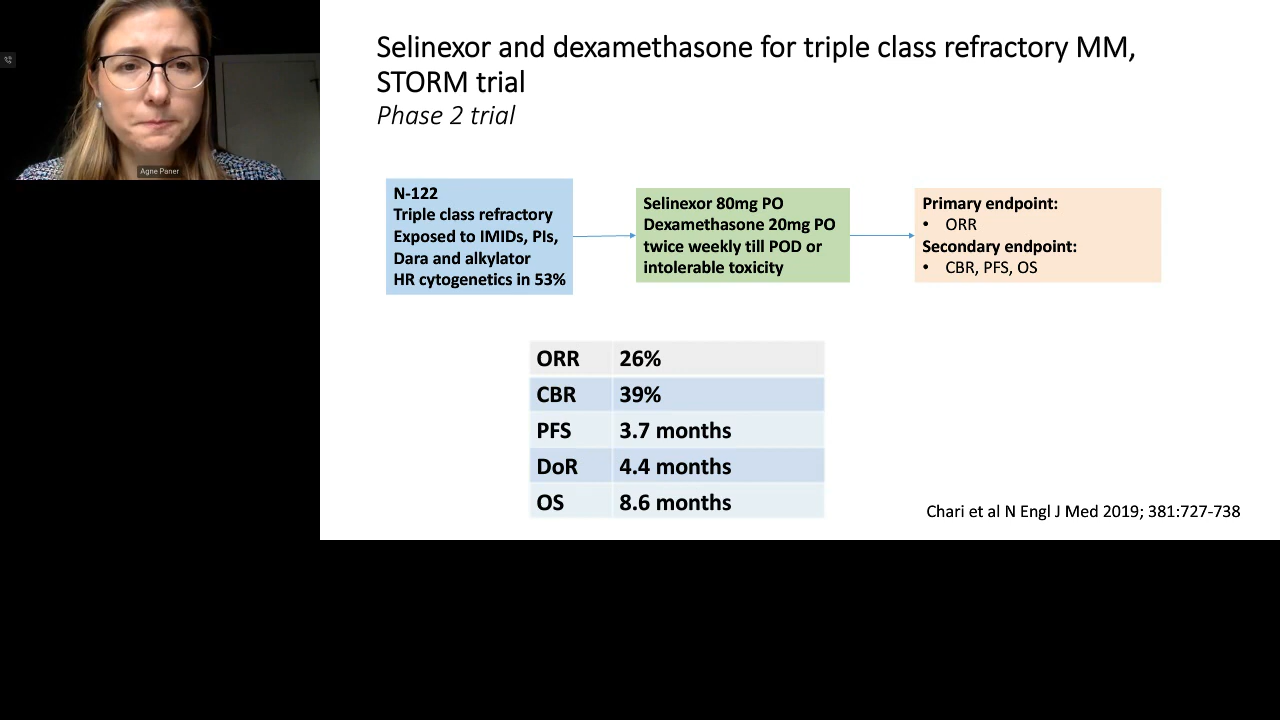 Agne Paner
Selinexor and dexamethasone for triple class refractory MM,
STORM trial
Phase 2 trial
N-122
Triple class refractory
Exposed to IMIDs, PIs,
Dara and alkylator
HR cytogenetics in 53%
Selinexor 80mg PO
Dexamethasone 20mg PO
twice weekly till POD or
intolerable toxicity
Primary endpoint:
• ORR
Secondary endpoint:
• CBR, PFS, OS
ORR 26%
CBR 39%
PFS 3.7 months
DoR 4.4 months
OS 8.6 months
Chari et al N Engl J Med 2019; 381:727-738